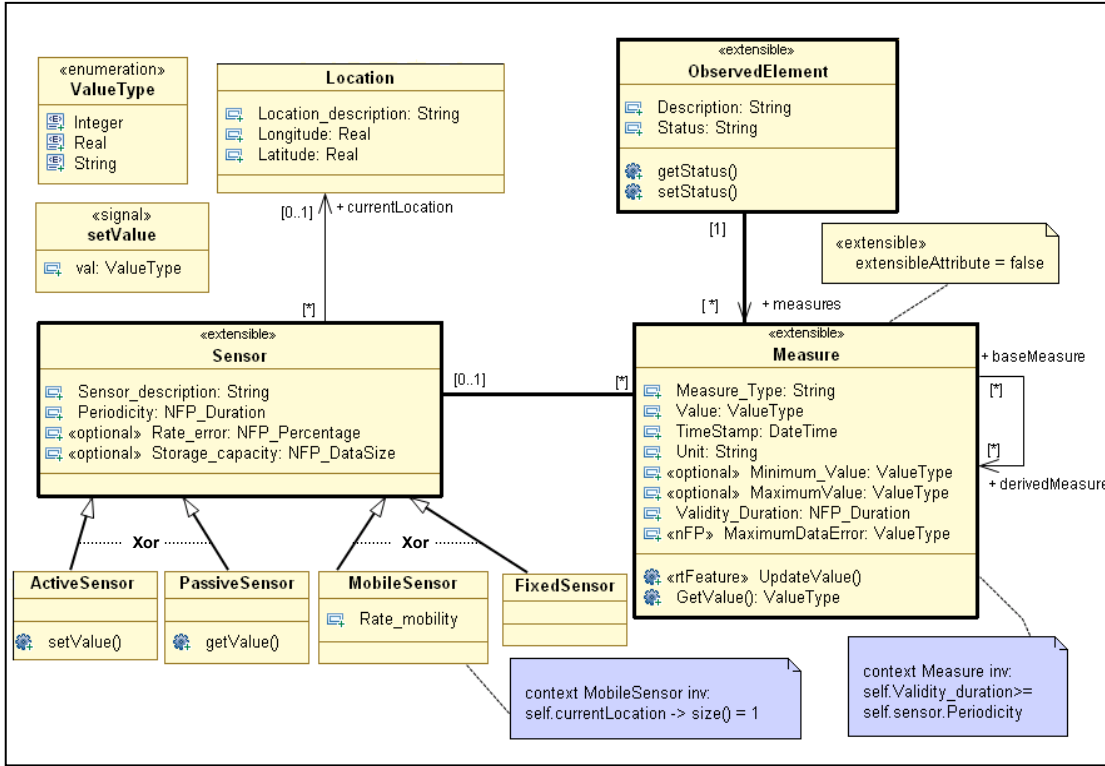 «enumeration»
ValueType
Integer
Real
String
Location
Location_description: String
Longitude: Real
Latitude: Real
«extensible»
ObservedElement
Description: String
Status: String
getStatus()
setStatus()
«signal»
setValue
val: ValueType
[0..1]
+ currentLocation
[*]
[1]
[ *]
+ measures
«extensible»
extensibleAttribute = false
«extensible»
Sensor
Sensor_description: String
Periodicity: NFP_Duration
«optional» Rate_error: NFP_Percentage
«optional» Storage_capacity: NFP_DataSize
[0..1]
[*]
«extensible»
Measure
Measure_Type: String
Value: ValueType
TimeStamp: DateTime
Unit: String
«optional» Minimum_Value: ValueType
«optional» MaximumValue: ValueType
Validity_Duration: NFP_Duration
«nFP» MaximumDataError: ValueType
«rtFeature» UpdateValue()
GetValue(): ValueType
+ baseMeasure
[*]
[*]
+ derivedMeasure
Xor
Xor
ActiveSensor
setValue()
PassiveSensor
getValue()
MobileSensor
Rate_mobility
FixedSensor
context MobileSensor inv:
self.currentLocation -> size() = 1
context Measure inv:
self.Validity_duration>=
self.sensor.Periodicity